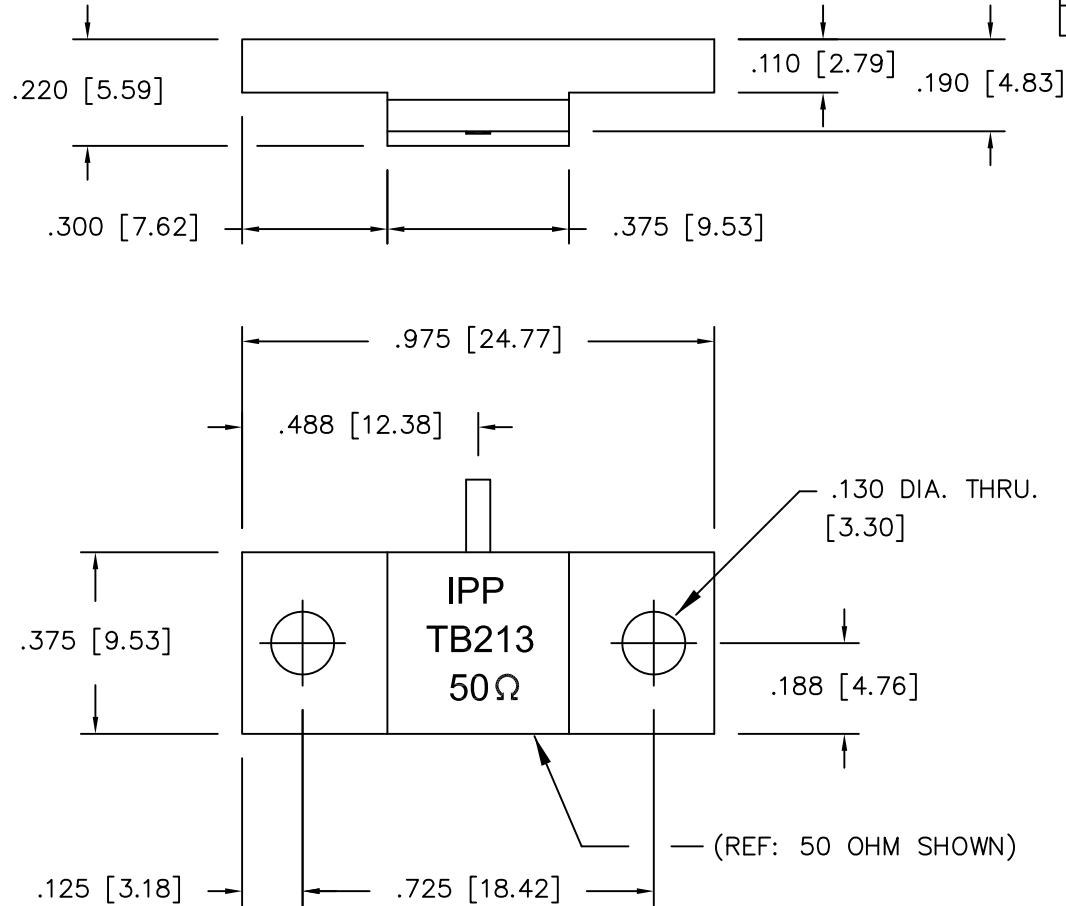 .110 [2.79]
.190 [4.83]
.220 [5.59]
.300 [7.62]
.375 [9.53]
.975 [24.77]
.488 [12.38]
.130 DIA. THRU.
[3.30]
IPP
TB213
50Ω
.375 [9.53]
.188 [4.76]
(REF: 50 OHM SHOWN)
.125 [3.18]
.725 [18.42]